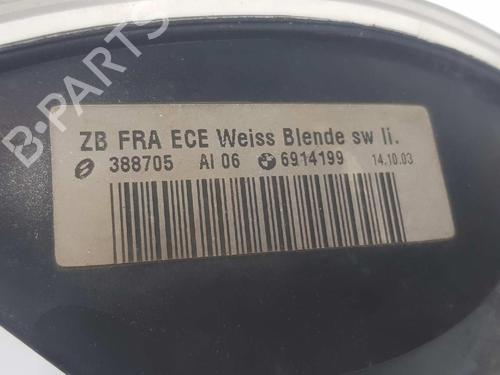 B-PARTS
ZB FRA ECE Weiss Blende sw li.
388705 AI 06 6914199 14.10.03